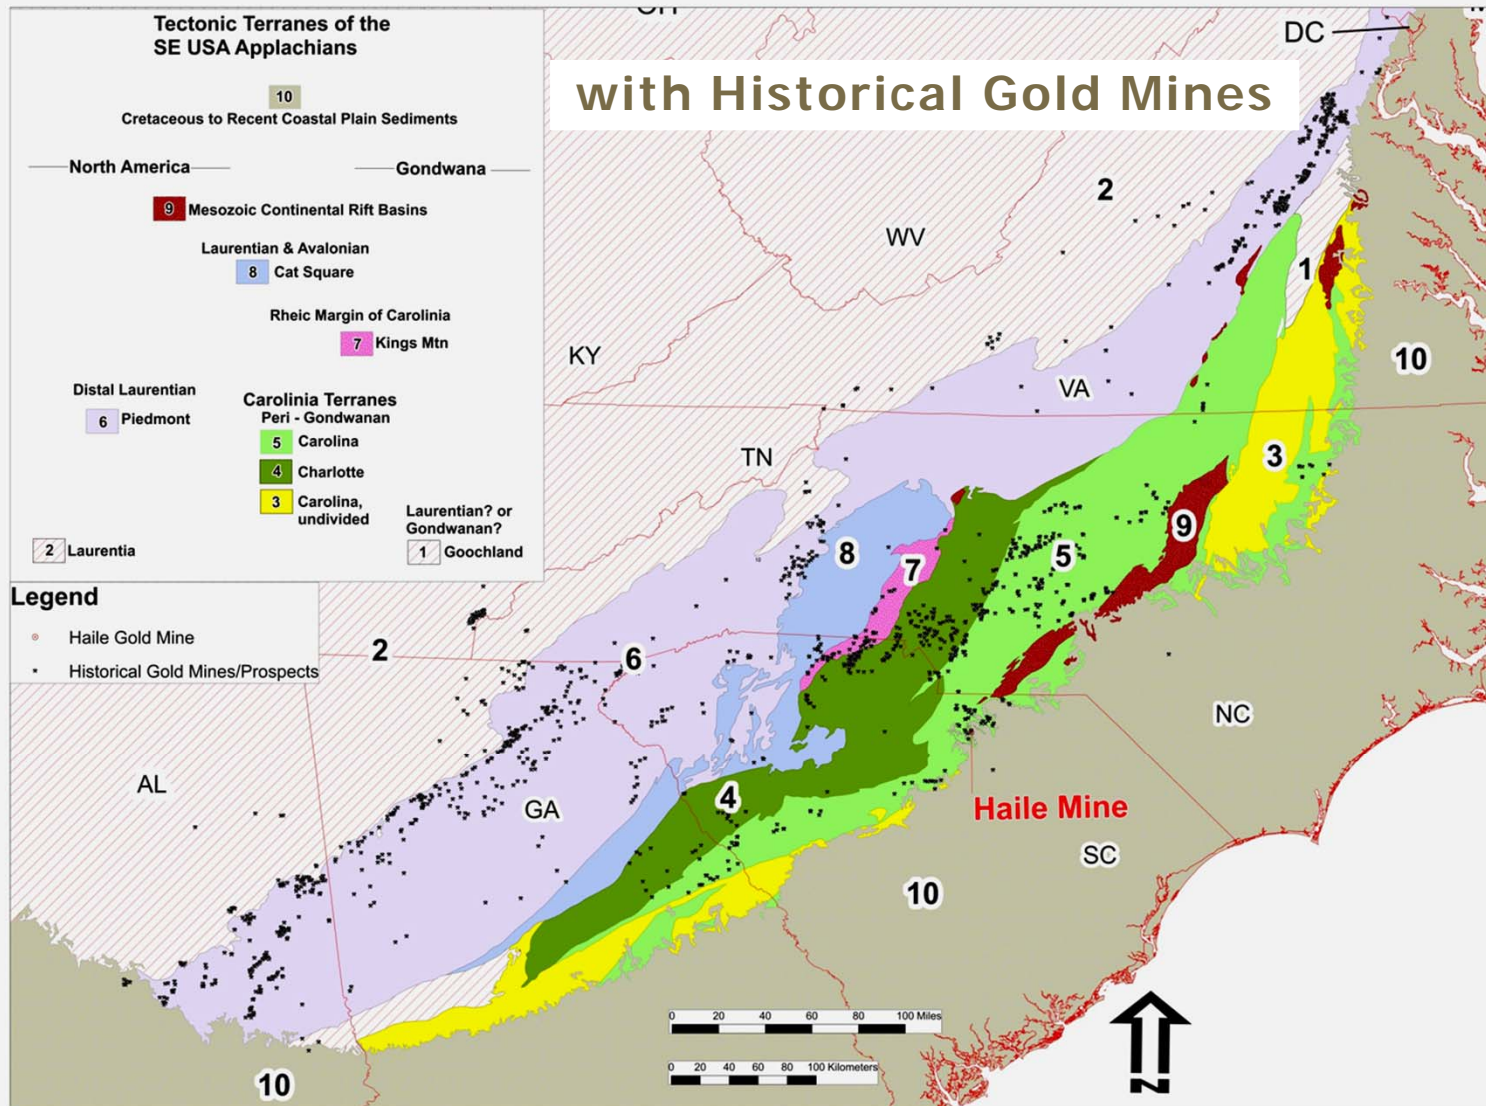 Tectonic Terranes of the
SE USA Applachians
10
Cretaceous to Recent Coastal Plain Sediments
North America
Gondwana
9 Mesozoic Continental Rift Basins
Laurentian & Avalonian
8 Cat Square
Rheic Margin of Carolinia
7 Kings Mtn
Distal Laurentian
6 Piedmont
Carolinia Terranes
Peri - Gondwanan
5 Carolina
4 Charlotte
3 Carolina,
undivided
Laurentian? or
Gondwanan?
2 Laurentia
1 Goochland
Legend
Haile Gold Mine
Historical Gold Mines/Prospects
with Historical Gold Mines
DC
2
WV
1
KY
VA
10
TN
3
9
8
7
5
2
6
NC
AL
GA
4
Haile Mine
SC
10
0 20 40 60 80 100 Miles
0 20 40 60 80 100 Kilometers
10
N